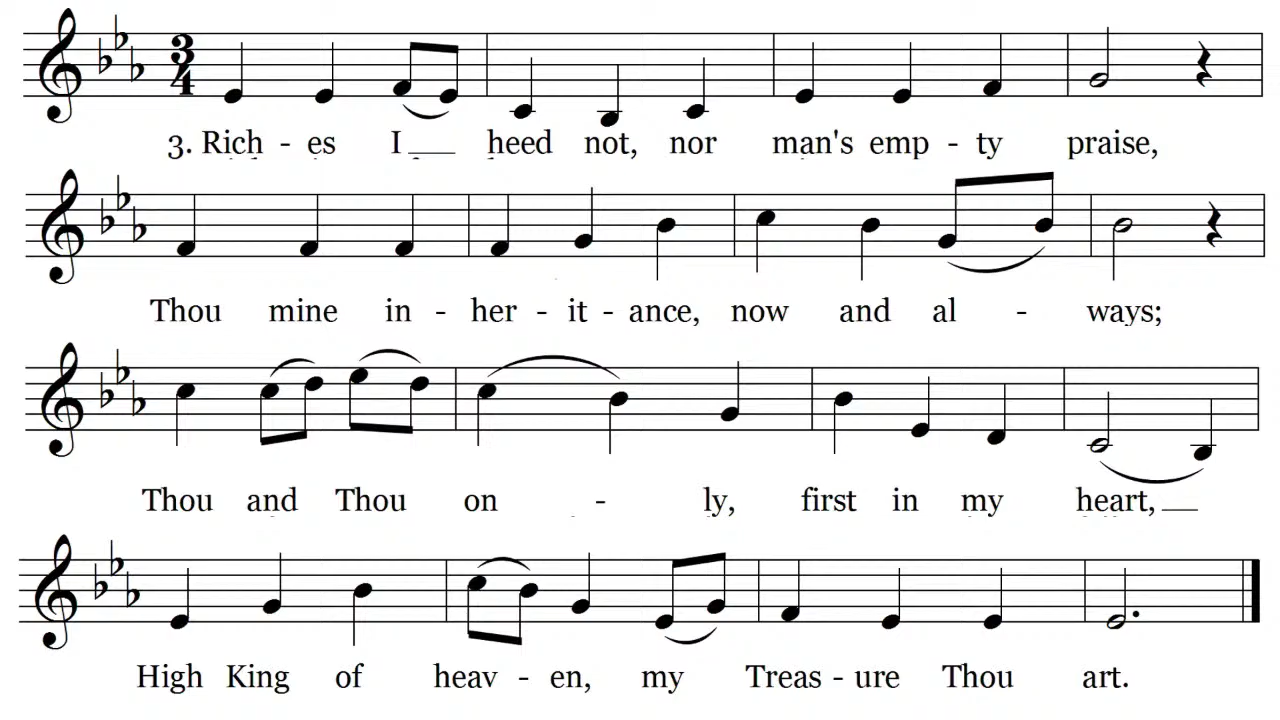 3. Rich - es I __ heed not, nor man's emp - ty praise,
Thou mine in - her - it - ance, now and al - ways;
Thou and Thou on - ly, first in my heart, __
High King of heav - en, my Treas - ure Thou art.